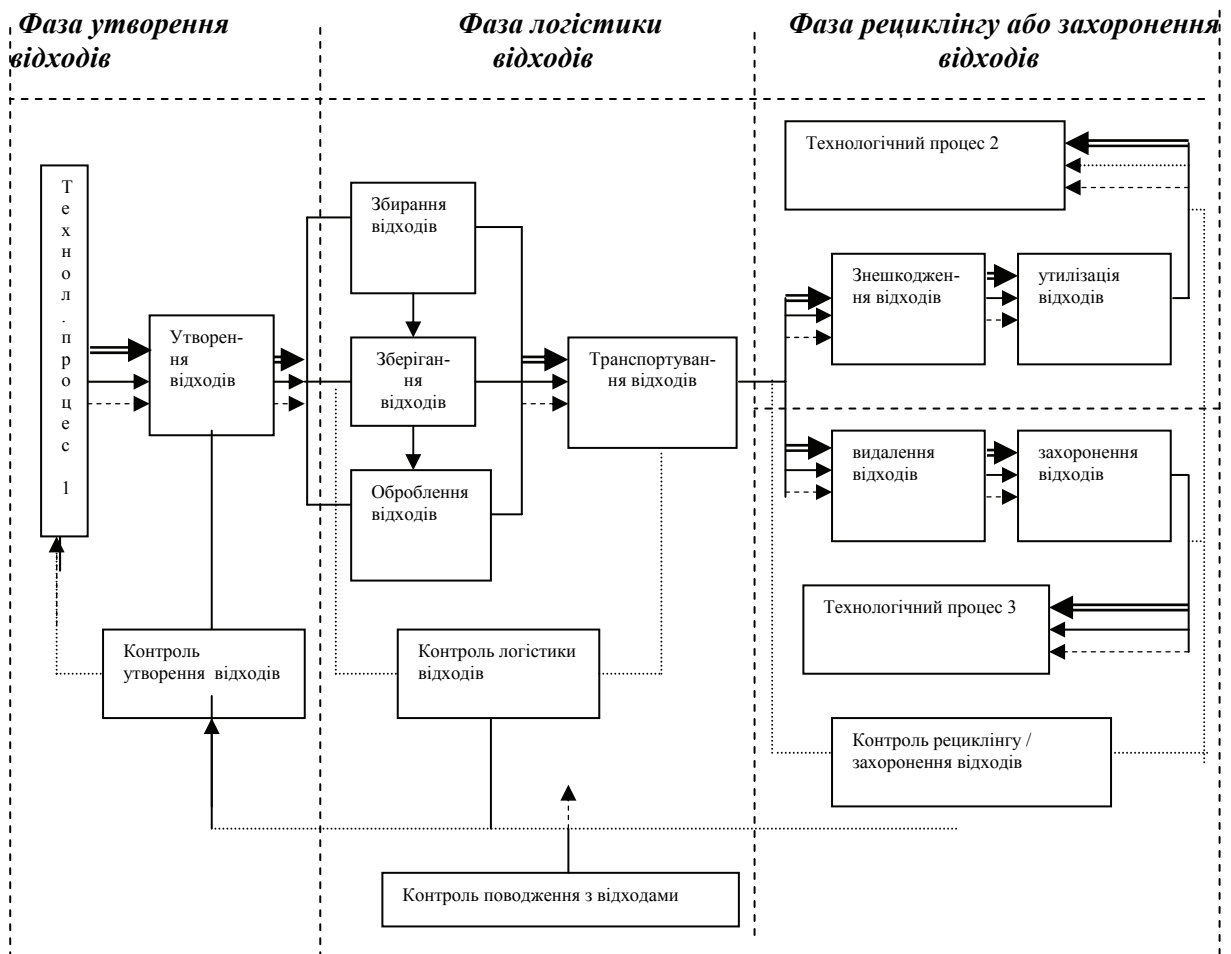 Фаза утворення
відходів
Фаза логістики
відходів
Фаза рециклінгу або захоронення
відходів
Технол.процес 1
Утворен-
ня
відходів
Збирання
відходів
Зберіган-
ня
відходів
Оброблення
відходів
Транспортуван-
ня відходів
Технологічний процес 2
Знешкоджен-
ня відходів
утилізація
відходів
видалення
відходів
захоронення
відходів
Технологічний процес 3
Контроль
утворення відходів
Контроль логістики
відходів
Контроль рециклінгу /
захоронення відходів
Контроль поводження з відходами